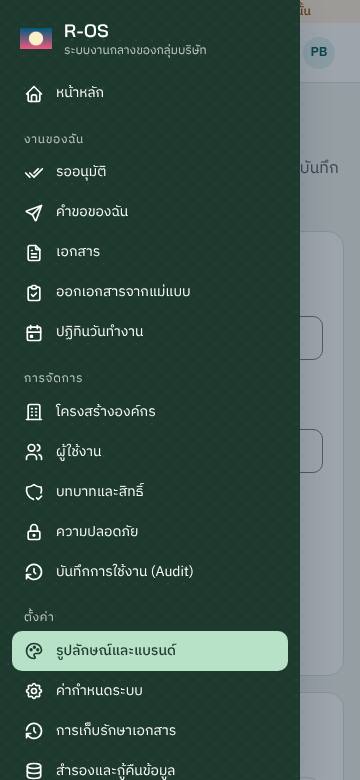 R-OS
ระบบงานกลางของกลุ่มบริษัท
PB
หน้าหลัก
งานของฉัน
รออนุมัติ
บันทึก
คำขอของฉัน
เอกสาร
ออกเอกสารจากแม่แบบ
ปฏิทินวันทำงาน
การจัดการ
โครงสร้างองค์กร
ผู้ใช้งาน
บทบาทและสิทธิ์
ความปลอดภัย
บันทึกการใช้งาน (Audit)
ตั้งค่า
รูปลักษณ์และแบรนด์
ค่ากำหนดระบบ
การเก็บรักษาเอกสาร
สำรองและกู้คืนข้อมูล